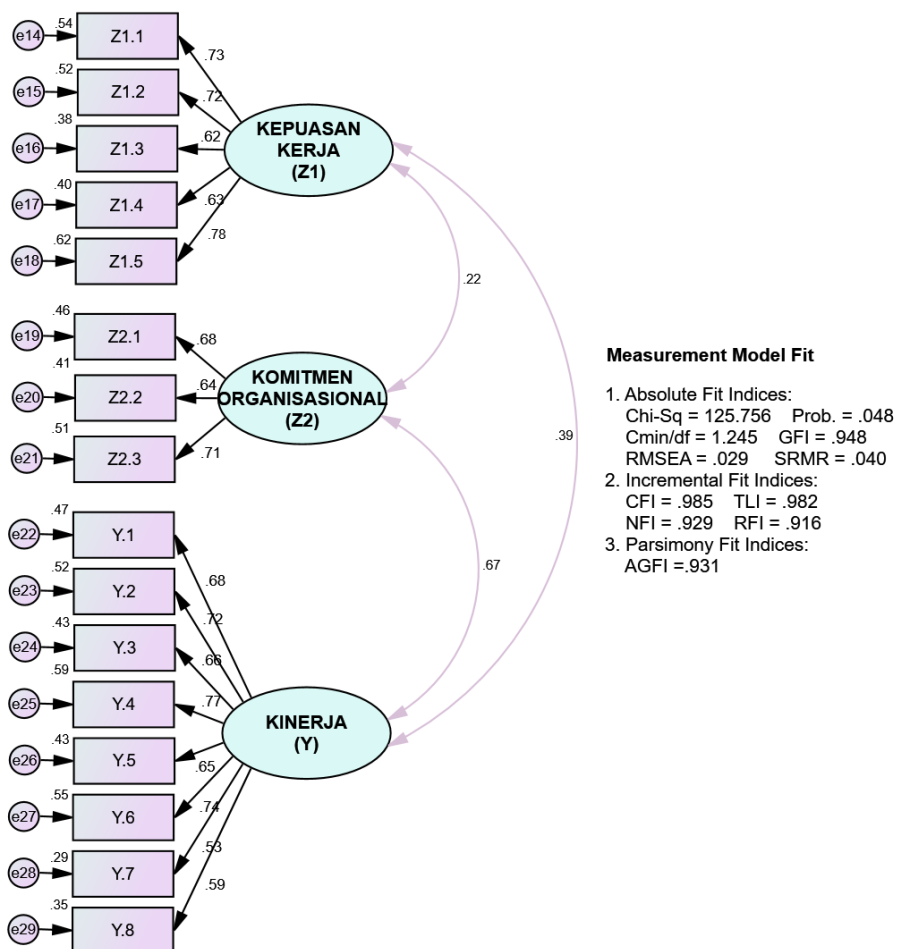 .54
e14 Z1.1
.73
.52
e15 Z1.2
.72
.38
e16 Z1.3
.62
.40
e17 Z1.4
.63
.62
e18 Z1.5
.78
KEPUASAN
KERJA
(Z1)
.22
.46
e19 Z2.1
.68
.41
e20 Z2.2
.64
.51
e21 Z2.3
.71
KOMITMEN
ORGANISASIONAL
(Z2)
.39
.67
.47
e22 Y.1
.68
.52
e23 Y.2
.72
.43
e24 Y.3
.66
.59
e25 Y.4
.77
.43
e26 Y.5
.65
.55
e27 Y.6
.74
.29
e28 Y.7
.53
.35
e29 Y.8
.59
KINERJA
(Y)
Measurement Model Fit
1. Absolute Fit Indices:
Chi-Sq = 125.756 Prob. = .048
Cmin/df = 1.245 GFI = .948
RMSEA = .029 SRMR = .040
2. Incremental Fit Indices:
CFI = .985 TLI = .982
NFI = .929 RFI = .916
3. Parsimony Fit Indices:
AGFI =.931